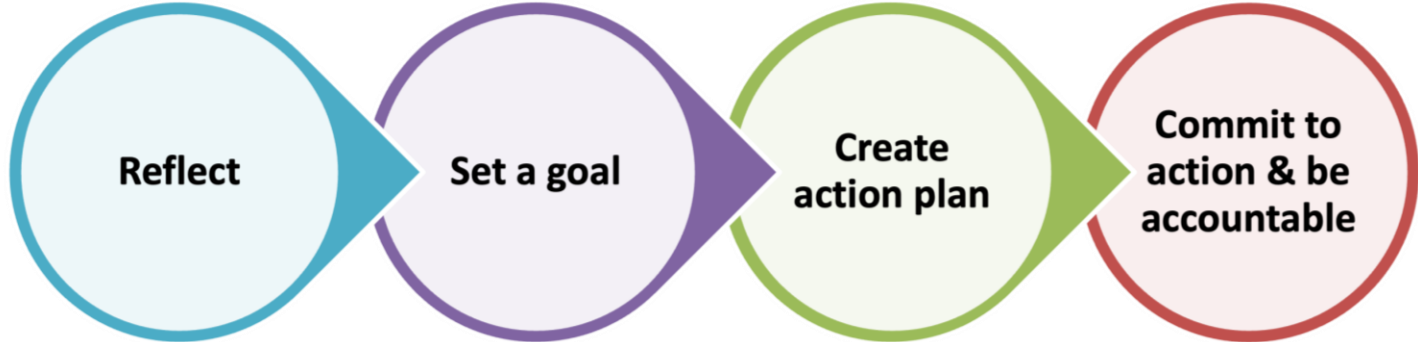 Reflect
Set a goal
Create
action plan
Commit to
action & be
accountable